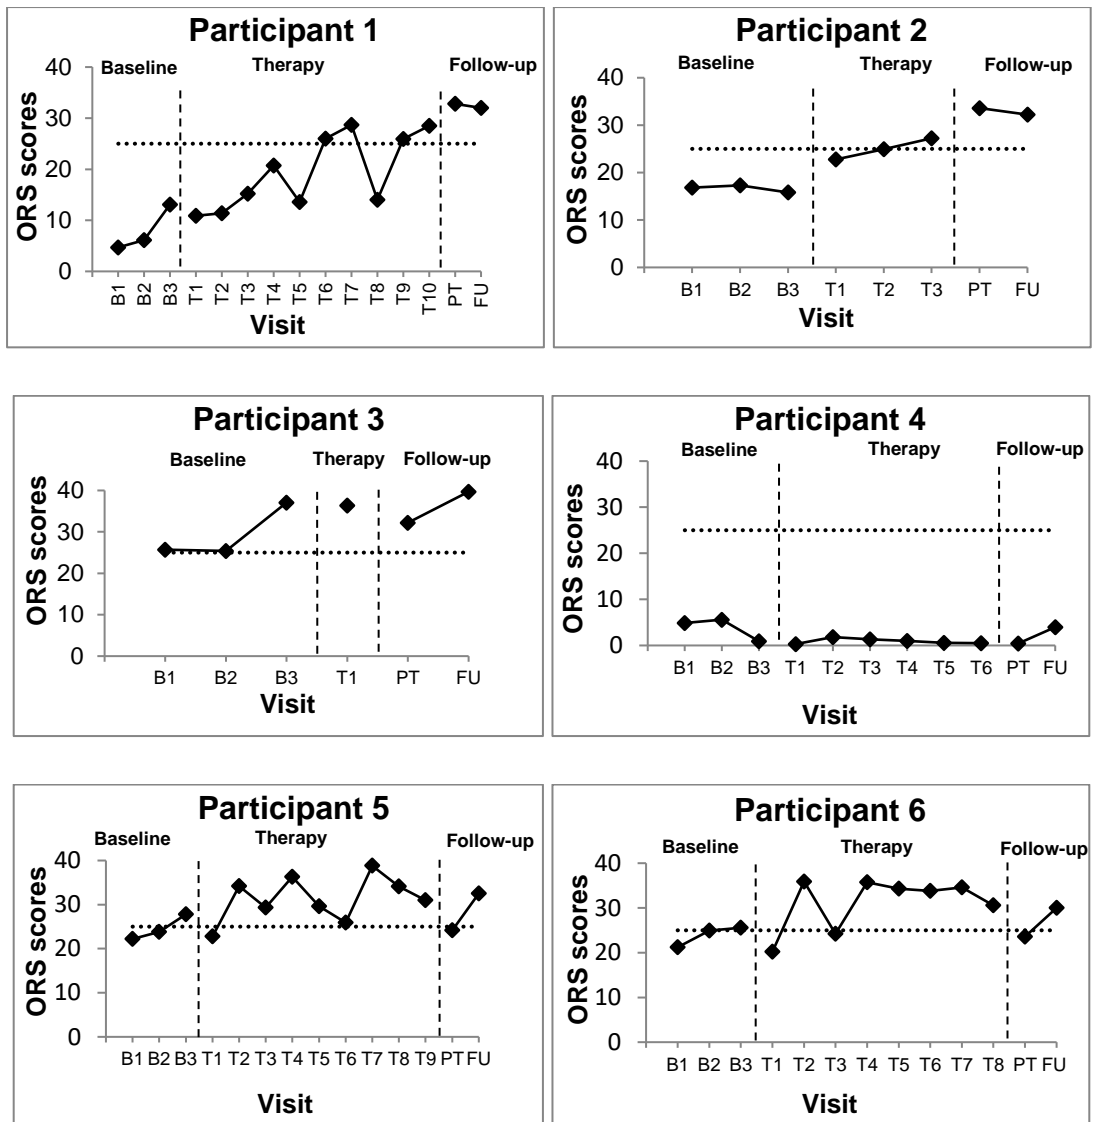 Participant 1
Baseline Therapy Follow-up
ORS scores
40
30
20
10
0
B1 B2 B3 T1 T2 T3 T4 T5 T6 T7 T8 T9 T10 PT FU
Visit
Participant 2
Baseline Therapy Follow-up
ORS scores
40
30
20
10
0
B1 B2 B3 T1 T2 T3 PT FU
Visit
Participant 3
Baseline Therapy Follow-up
ORS scores
40
30
20
10
0
B1 B2 B3 T1 PT FU
Visit
Participant 4
Baseline Therapy Follow-up
ORS scores
40
30
20
10
0
B1 B2 B3 T1 T2 T3 T4 T5 T6 PT FU
Visit
Participant 5
Baseline Therapy Follow-up
ORS scores
40
30
20
10
0
B1 B2 B3 T1 T2 T3 T4 T5 T6 T7 T8 T9 PT FU
Visit
Participant 6
Baseline Therapy Follow-up
ORS scores
40
30
20
10
0
B1 B2 B3 T1 T2 T3 T4 T5 T6 T7 T8 PT FU
Visit